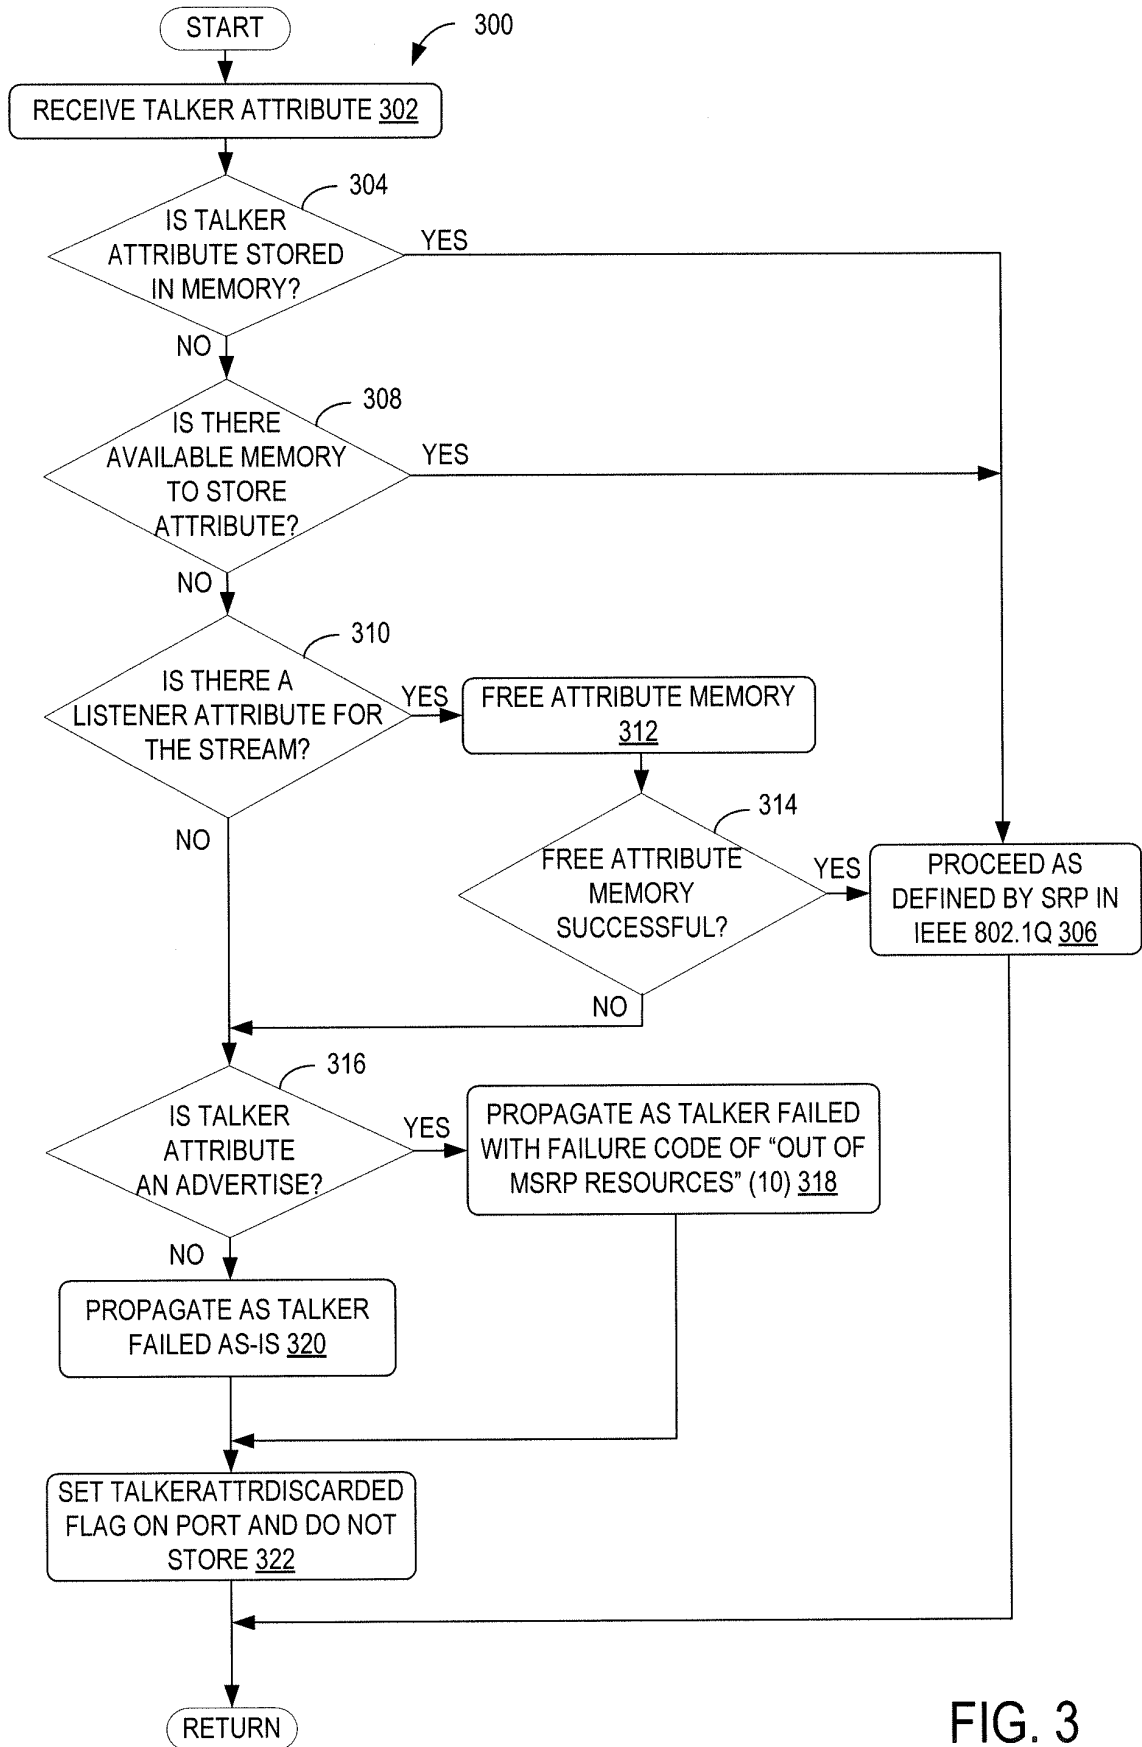 START
300
RECEIVE TALKER ATTRIBUTE 302
304
IS TALKER
ATTRIBUTE STORED
IN MEMORY?
YES
NO
308
IS THERE
AVAILABLE MEMORY
TO STORE
ATTRIBUTE?
YES
NO
310
IS THERE A
LISTENER ATTRIBUTE FOR
THE STREAM?
YES
NO
FREE ATTRIBUTE MEMORY
312
314
FREE ATTRIBUTE
MEMORY
SUCCESSFUL?
YES
NO
PROCEED AS
DEFINED BY SRP IN
IEEE 802.1Q 306
316
IS TALKER
ATTRIBUTE
AN ADVERTISE?
YES
NO
PROPAGATE AS TALKER FAILED
WITH FAILURE CODE OF “OUT OF
MSRP RESOURCES” (10) 318
PROPAGATE AS TALKER
FAILED AS-IS 320
SET TALKERATTRDISCARDED
FLAG ON PORT AND DO NOT
STORE 322
RETURN
FIG. 3